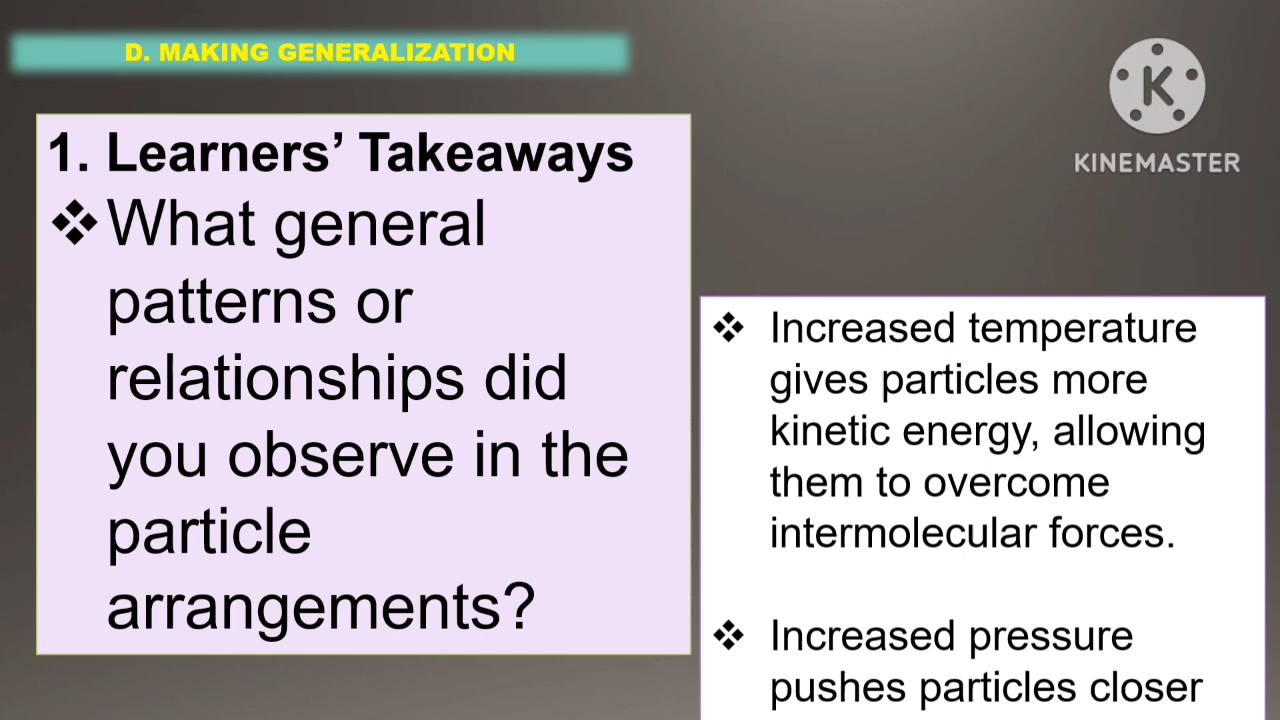 D. MAKING GENERALIZATION
K
KINEMASTER
1. Learners’ Takeaways
❖ What general
patterns or
relationships did
you observe in the
particle
arrangements?
❖ Increased temperature
gives particles more
kinetic energy, allowing
them to overcome
intermolecular forces.
❖ Increased pressure
pushes particles closer